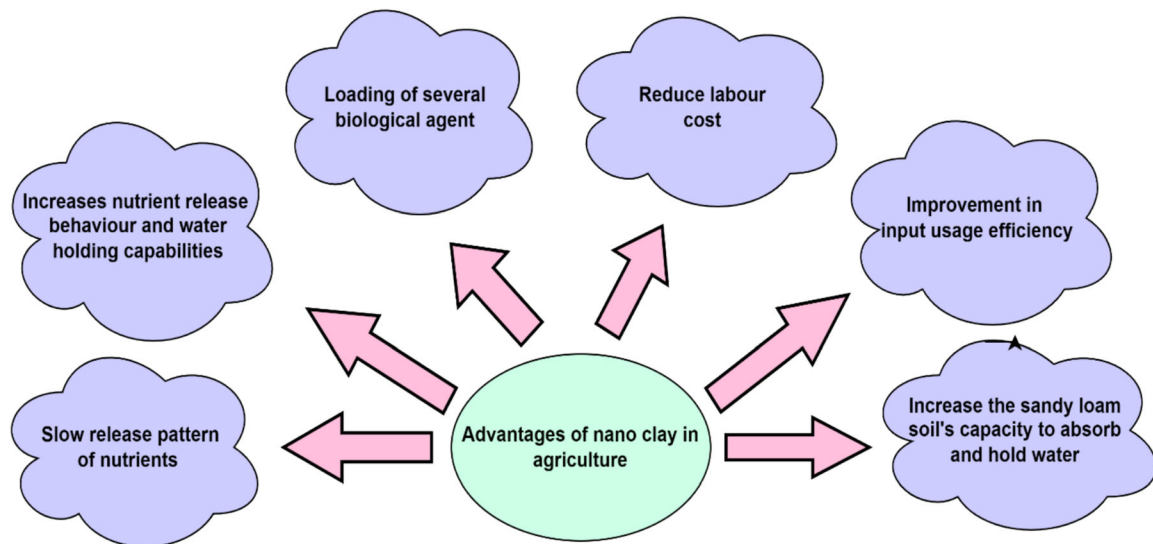 Loading of several
biological agent
Reduce labour
cost
Increases nutrient release
behaviour and water
holding capabilities
Improvement in
input usage efficiency
Slow release pattern
of nutrients
Advantages of nano clay in
agriculture
Increase the sandy loam
soil's capacity to absorb
and hold water